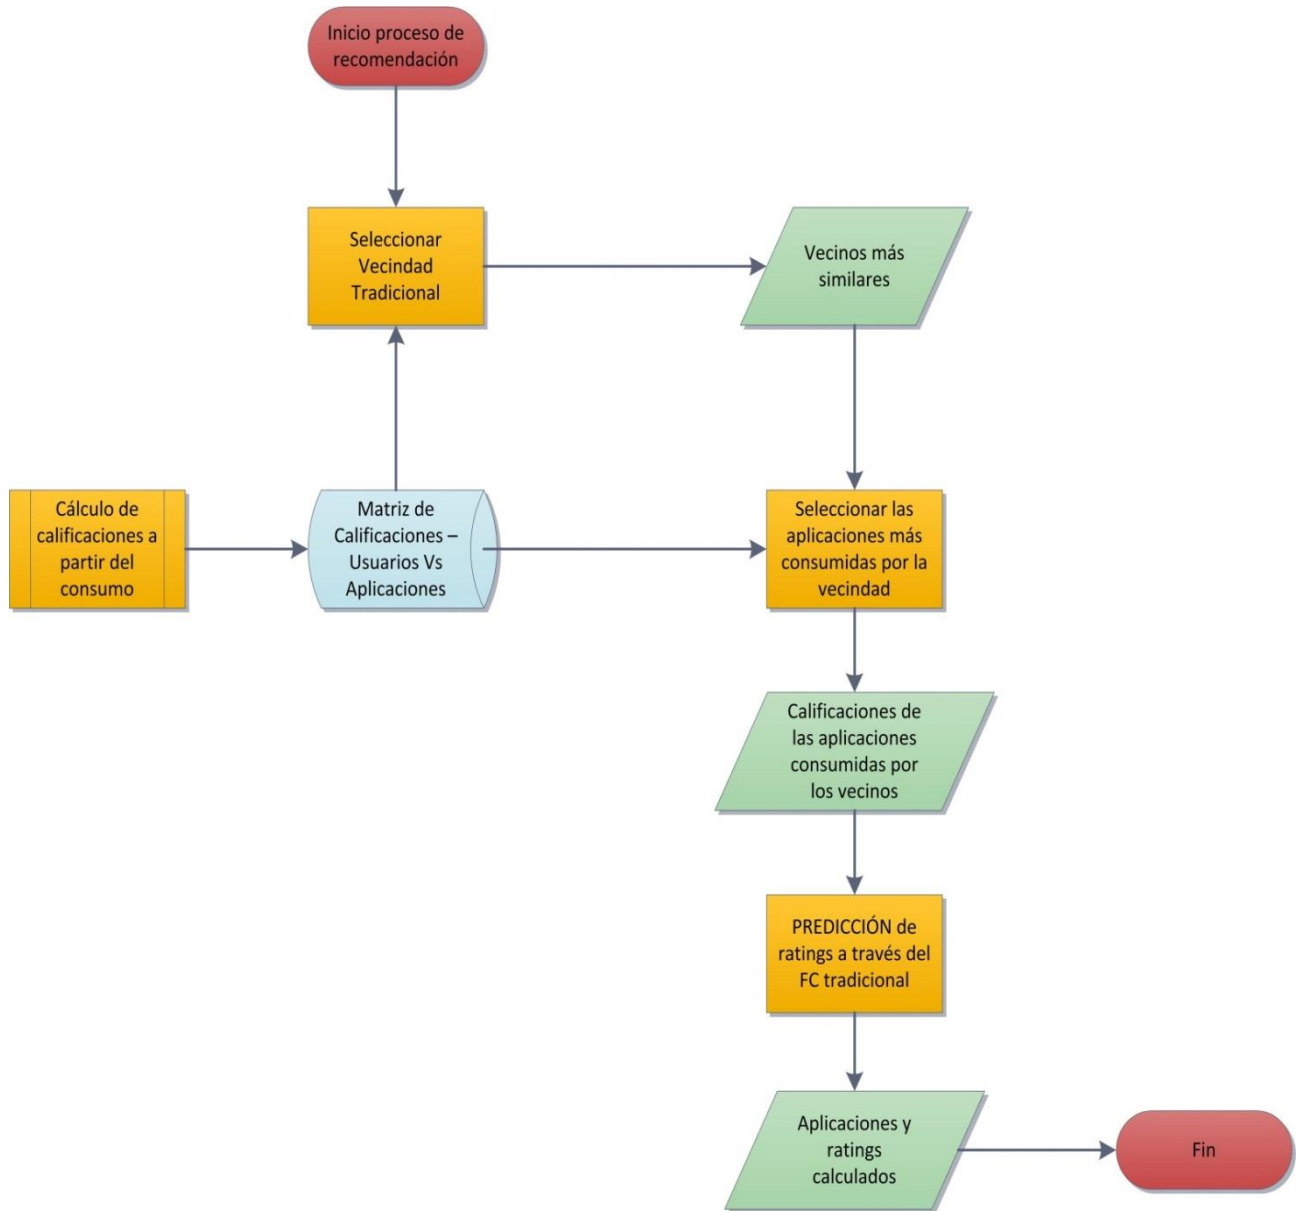 Inicio proceso de
recomendación
Seleccionar
Vecindad
Tradicional
Vecinos más
similares
Cálculo de
calificaciones a
partir del
consumo
Matriz de
Calificaciones –
Usuarios Vs
Aplicaciones
Seleccionar las
aplicaciones más
consumidas por la
vecindad
Calificaciones de
las aplicaciones
consumidas por
los vecinos
PREDICCIÓN de
ratings a través del
FC tradicional
Aplicaciones y
ratings
calculados
Fin